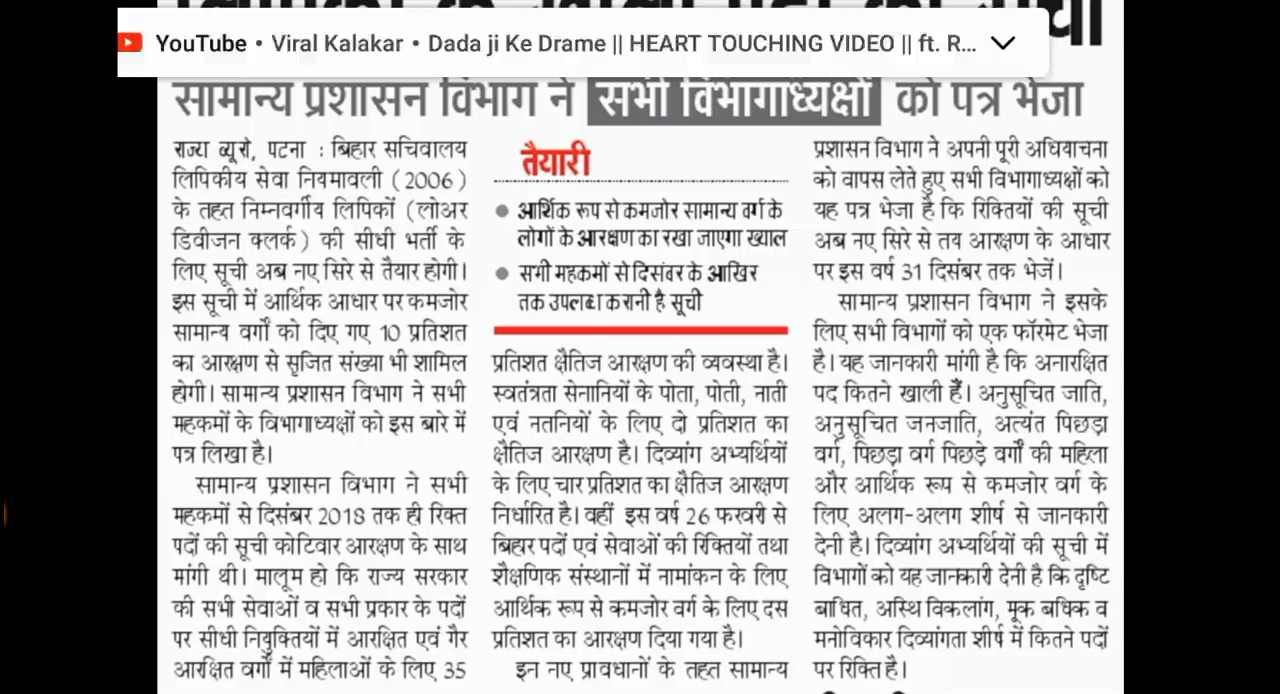 YouTube • Viral Kalakar • Dada ji Ke Drame || HEART TOUCHING VIDEO || ft. R...
सामान्य प्रशासन विभाग ने सभी विभागाध्यक्षों को पत्र भेजा
राज्य ब्यूरो, पटना : बिहार सचिवालय
लिपिकीय सेवा नियमावली (2006)
के तहत निम्नवर्गीय लिपिकों (लोअर
डिवीजन क्लर्क) की सीधी भर्ती के
लिए सूची अब नए सिरे से तैयार होगी।
इस सूची में आर्थिक आधार पर कमजोर
सामान्य वर्गों को दिए गए 10 प्रतिशत
का आरक्षण से सृजित संख्या भी शामिल
होगी। सामान्य प्रशासन विभाग ने सभी
महकमों के विभागाध्यक्षों को इस बारे में
पत्र लिखा है।
सामान्य प्रशासन विभाग ने सभी
महकमों से दिसंबर 2018 तक ही रिक्त
पदों की सूची कोटिवार आरक्षण के साथ
मांगी थी। मालूम हो कि राज्य सरकार
की सभी सेवाओं व सभी प्रकार के पदों
पर सीधी नियुक्तियों में आरक्षित एवं गैर
आरक्षित वर्गों में महिलाओं के लिए 35
तैयारी
आर्थिक रूप से कमजोर सामान्य वर्ग के
लोगों के आरक्षण का रखा जाएगा ख्याल
सभी महकमों से दिसंबर के आखिर
तक उपलब्ध करानी है सूची
प्रतिशत क्षैतिज आरक्षण की व्यवस्था है।
स्वतंत्रता सेनानियों के पोता, पोती, नाती
एवं नतनियों के लिए दो प्रतिशत का
क्षैतिज आरक्षण है। दिव्यांग अभ्यर्थियों
के लिए चार प्रतिशत का क्षैतिज आरक्षण
निर्धारित है। वहीं इस वर्ष 26 फरवरी से
बिहार पदों एवं सेवाओं की रिक्तियों तथा
शैक्षणिक संस्थानों में नामांकन के लिए
आर्थिक रूप से कमजोर वर्ग के लिए दस
प्रतिशत का आरक्षण दिया गया है।
इन नए प्रावधानों के तहत सामान्य
प्रशासन विभाग ने अपनी पूरी अधियाचना
को वापस लेते हुए सभी विभागाध्यक्षों को
यह पत्र भेजा है कि रिक्तियों की सूची
अब नए सिरे से तय आरक्षण के आधार
पर इस वर्ष 31 दिसंबर तक भेजें।
सामान्य प्रशासन विभाग ने इसके
लिए सभी विभागों को एक फॉरमेट भेजा
है। यह जानकारी मांगी है कि अनारक्षित
पद कितने खाली हैं। अनुसूचित जाति,
अनुसूचित जनजाति, अत्यंत पिछड़ा
वर्ग, पिछड़ा वर्ग पिछड़े वर्गों की महिला
और आर्थिक रूप से कमजोर वर्ग के
लिए अलग-अलग शीर्ष से जानकारी
देनी है। दिव्यांग अभ्यर्थियों की सूची में
विभागों को यह जानकारी देनी है कि दृष्टि
बाधित, अस्थि विकलांग, मूक बधिक व
मनोविकार दिव्यांगता शीर्ष में कितने पदों
पर रिक्ति है।